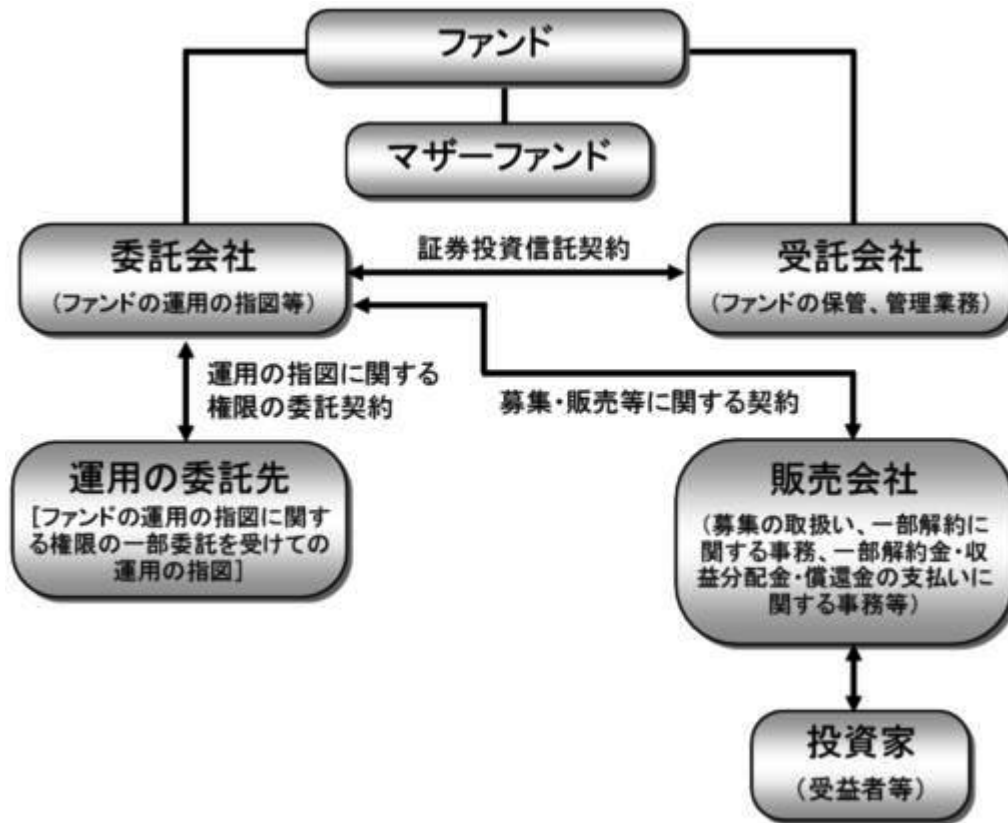 ファンド
マザーファンド
委託会社
(ファンドの運用の指図等)
証券投資信託契約
受託会社
(ファンドの保管、管理業務)
運用の指図に関する
権限の委託契約
募集・販売等に関する契約
運用の委託先
[ファンドの運用の指図に関す
る権限の一部委託を受けての
運用の指図]
販売会社
(募集の取扱い、一部解約に
関する事務、一部解約金・収
益分配金・償還金の支払いに
関する事務等)
投資家
(受益者等)